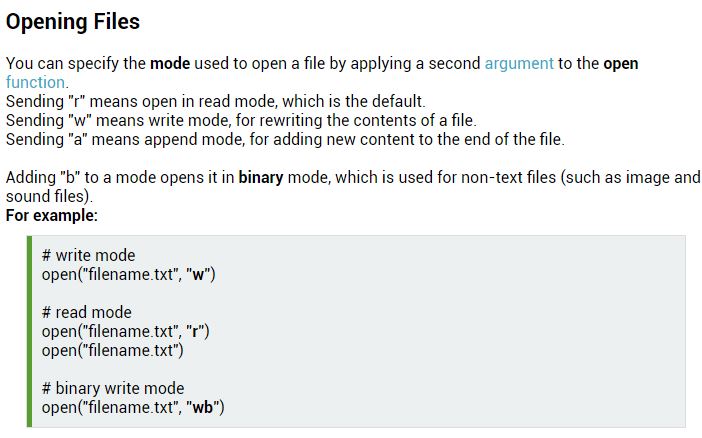 Opening Files
You can specify the mode used to open a file by applying a second argument to the open
function.
Sending "r" means open in read mode, which is the default.
Sending "w" means write mode, for rewriting the contents of a file.
Sending "a" means append mode, for adding new content to the end of the file.
Adding "b" to a mode opens it in binary mode, which is used for non-text files (such as image and
sound files).
For example:
# write mode
open("filename.txt", "w")
# read mode
open("filename.txt", "r")
open("filename.txt")
# binary write mode
open("filename.txt", "wb")